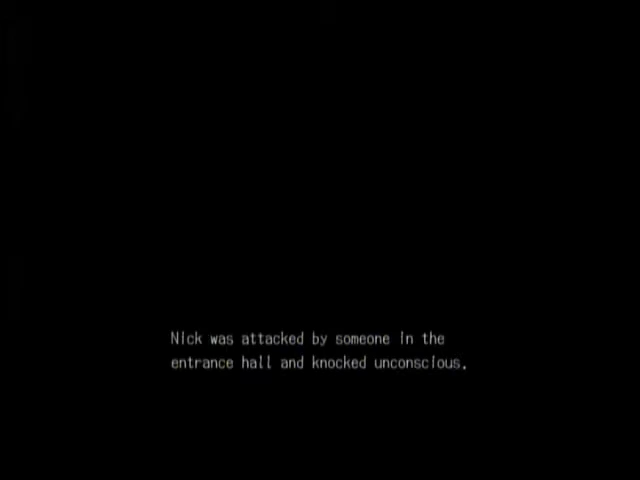 Nick was attacked by someone in the
entrance hall and knocked unconscious.